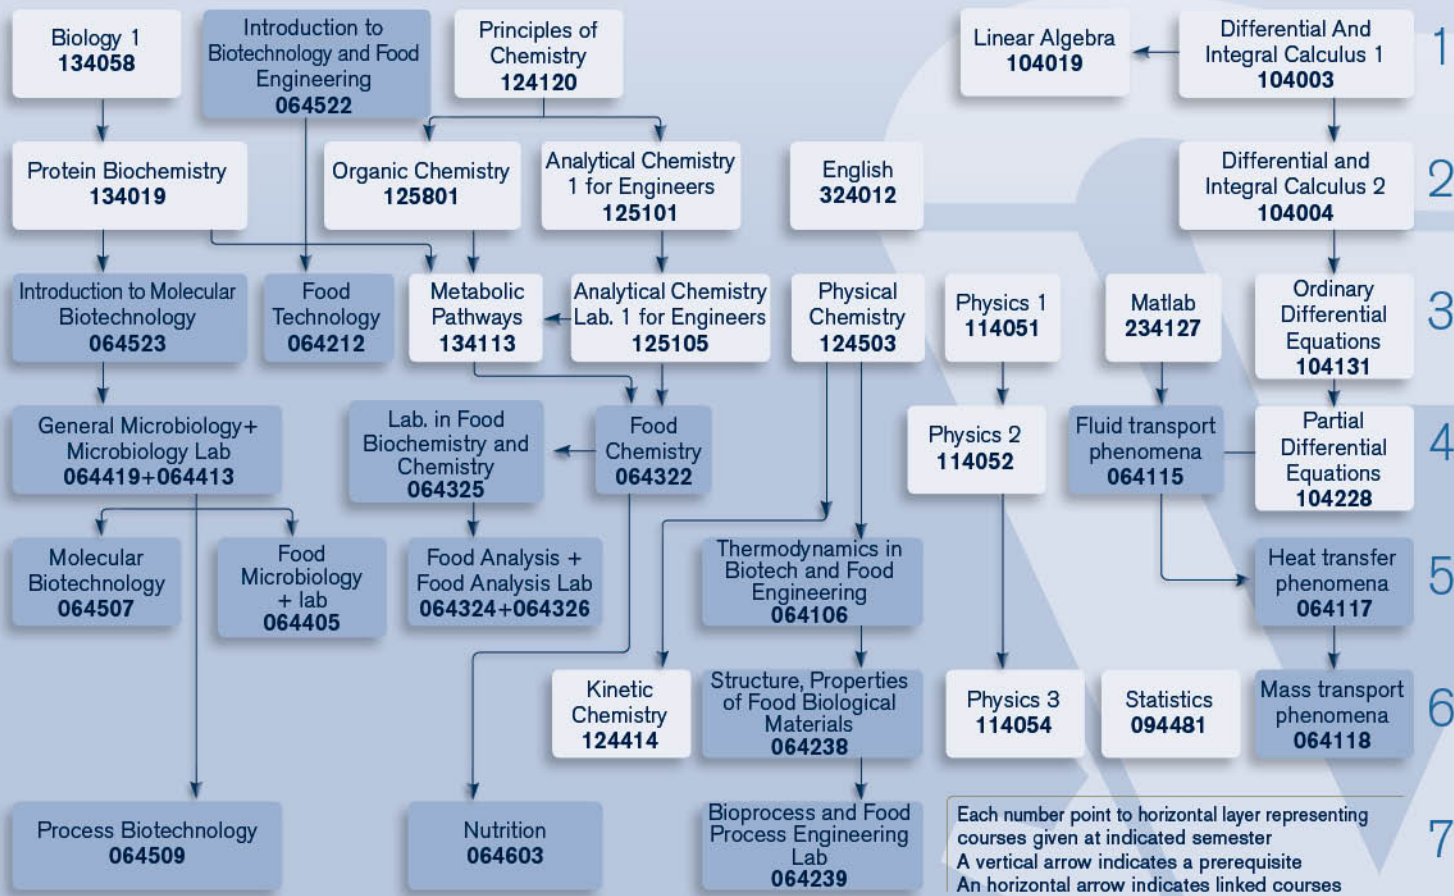 Biology 1
134058
Introduction to
Biotechnology and Food
Engineering
064522
Principles of
Chemistry
124120
Linear Algebra
104019
Differential And
Integral Calculus 1
104003
1
Protein Biochemistry
134019
Organic Chemistry
125801
Analytical Chemistry
1 for Engineers
125101
English
324012
Differential and
Integral Calculus 2
104004
2
Introduction to Molecular
Biotechnology
064523
Food
Technology
064212
Metabolic
Pathways
134113
Analytical Chemistry
Lab. 1 for Engineers
125105
Physical
Chemistry
124503
Physics 1
114051
Matlab
234127
Ordinary
Differential
Equations
104131
3
General Microbiology+
Microbiology Lab
064419+064413
Lab. in Food
Biochemistry and
Chemistry
064325
Food
Chemistry
064322
Physics 2
114052
Fluid transport
phenomena
064115
Partial
Differential
Equations
104228
4
Molecular
Biotechnology
064507
Food
Microbiology
+ lab
064405
Food Analysis +
Food Analysis Lab
064324+064326
Thermodynamics in
Biotech and Food
Engineering
064106
Heat transfer
phenomena
064117
5
Kinetic
Chemistry
124414
Structure, Properties
of Food Biological
Materials
064238
Physics 3
114054
Statistics
094481
Mass transport
phenomena
064118
6
Process Biotechnology
064509
Nutrition
064603
Bioprocess and Food
Process Engineering
Lab
064239
Each number point to horizontal layer representing
courses given at indicated semester
A vertical arrow indicates a prerequisite
An horizontal arrow indicates linked courses
7